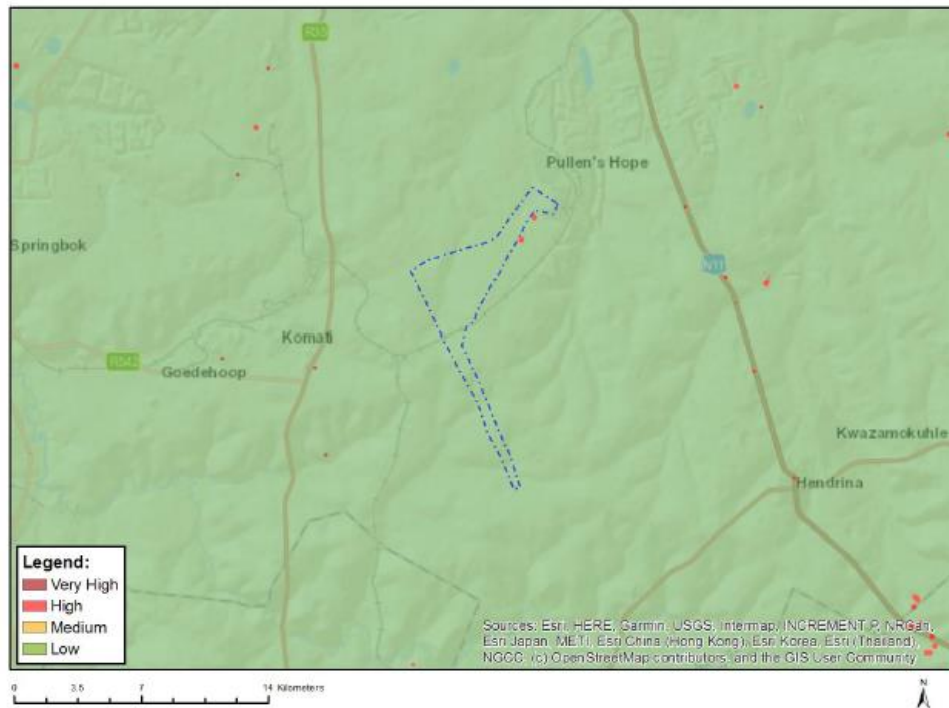 R35
Pullen's Hope
Springbok
N11
Komati
R542
Goedehoop
Kwazamokuhle
Hendrina
Legend:
Very High
High
Medium
Low
Sources: Esri, HERE, Garmin, USGS, Intermap, INCREMENT P, NRCan,
Esri Japan, METI, Esri China (Hong Kong), Esri Korea, Esri (Thailand),
NGCC, (c) OpenStreetMap contributors, and the GIS User Community
0 3.5 7 14 Kilometers
N